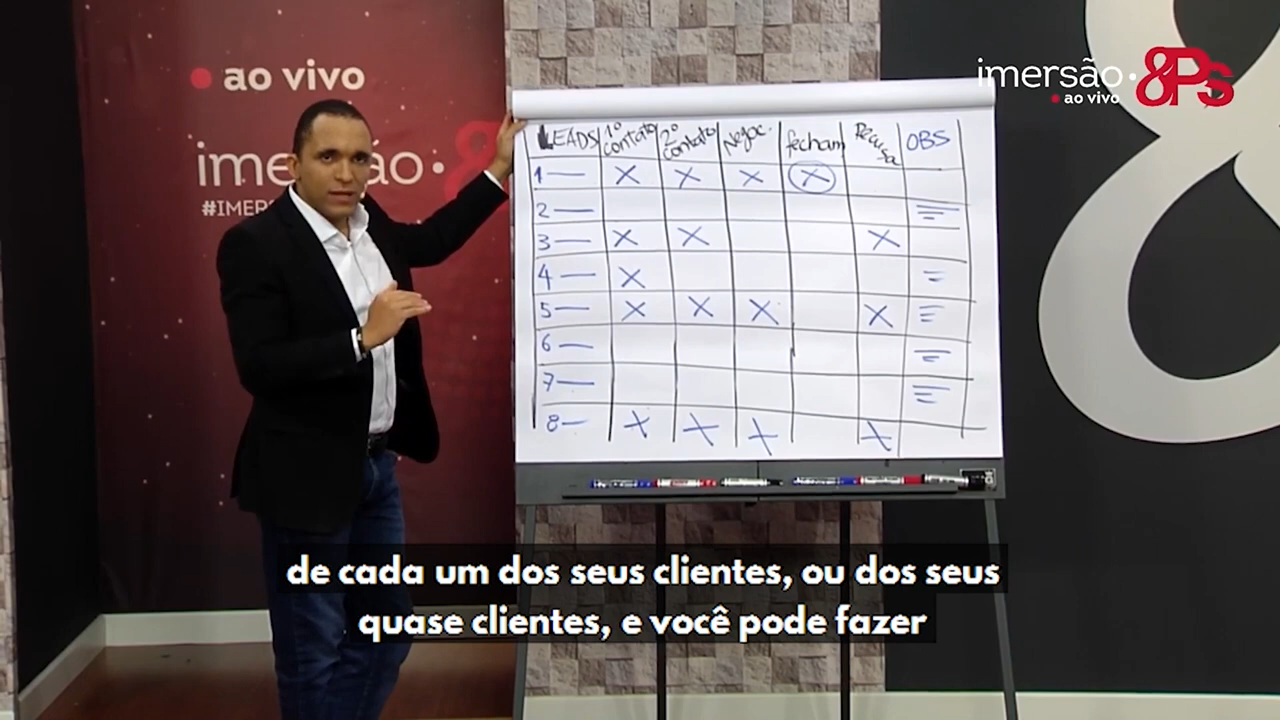 ao vivo
imersão
#IMERS
imersão 8Ps
ao vivo
LEADS 1º contato 2º contato Negoc. fecham Recusa OBS
1 X X X X
2
3 X X X
4 X
5 X X X X
6
7
8 X X X X
de cada um dos seus clientes, ou dos seus
quase clientes, e você pode fazer